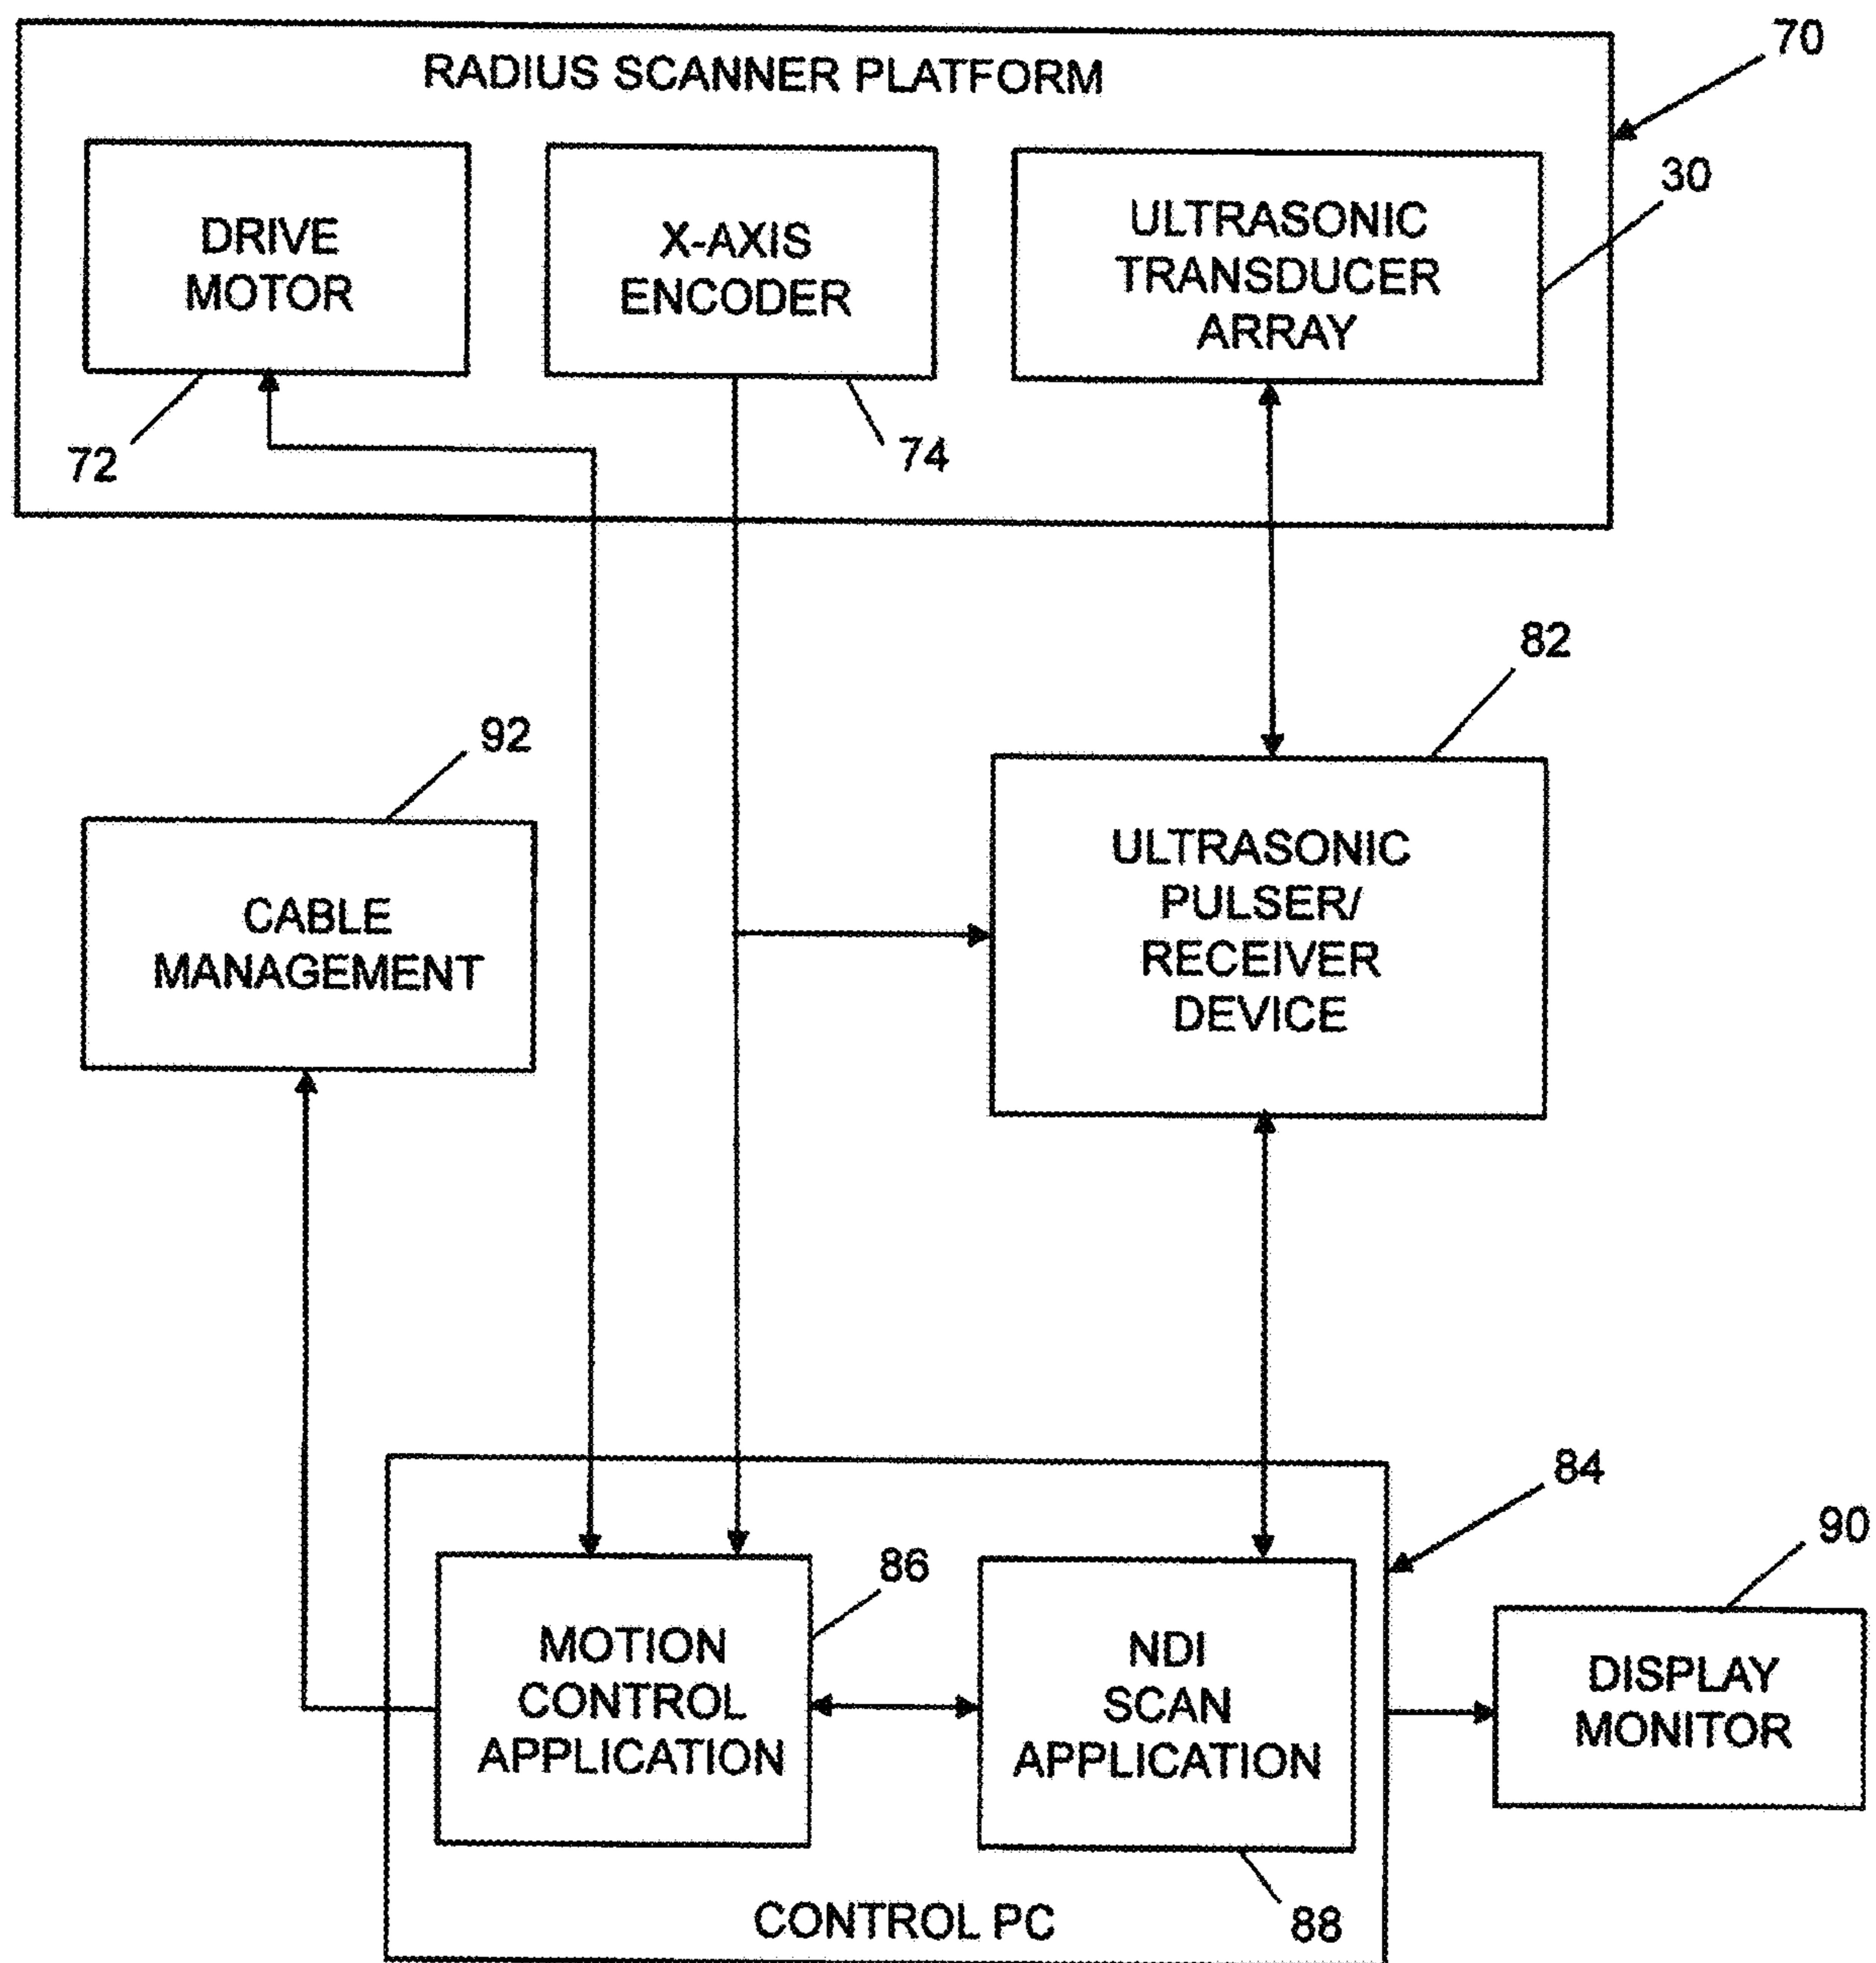 RADIUS SCANNER PLATFORM
70
DRIVE
MOTOR
X-AXIS
ENCODER
ULTRASONIC
TRANSDUCER
ARRAY
30
72
74
82
92
CABLE
MANAGEMENT
ULTRASONIC
PULSER/
RECEIVER
DEVICE
84
90
86
MOTION
CONTROL
APPLICATION
NDI
SCAN
APPLICATION
DISPLAY
MONITOR
88
CONTROL PC